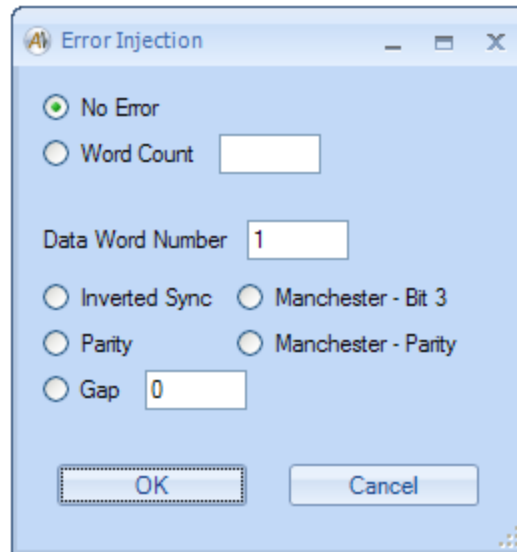 Error Injection
No Error
Word Count
Data Word Number 1
Inverted Sync Manchester - Bit 3
Parity Manchester - Parity
Gap 0
OK Cancel